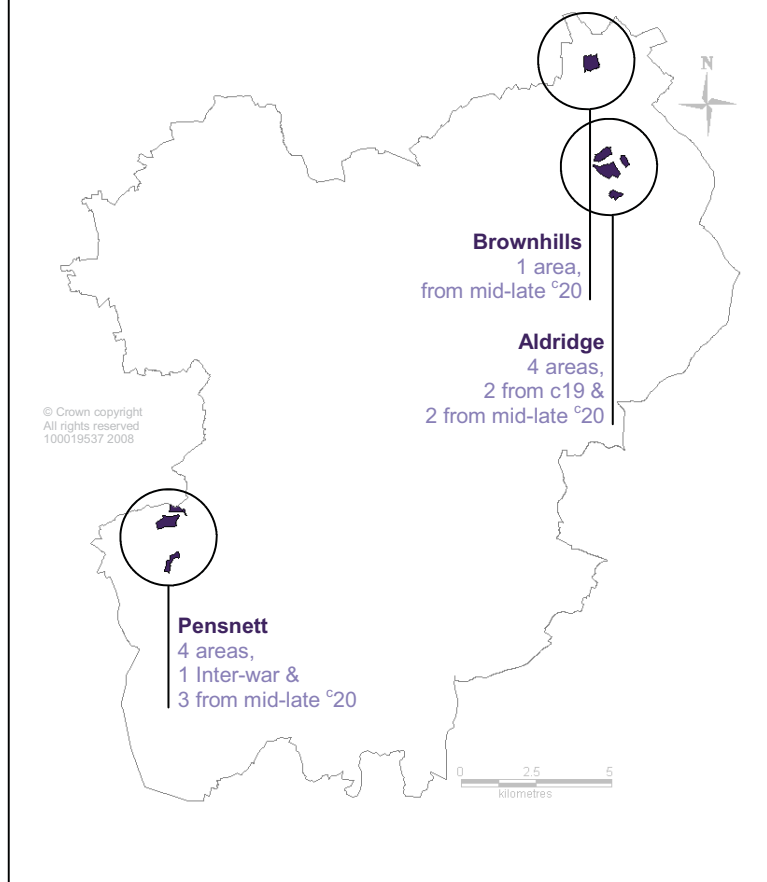 N
Brownhills
1 area,
from mid-late c20
Aldridge
4 areas,
2 from c19 &
2 from mid-late c20
© Crown copyright
All rights reserved
100019537 2008
Pensnett
4 areas,
1 Inter-war &
3 from mid-late c20
0 2.5 5
kilometres